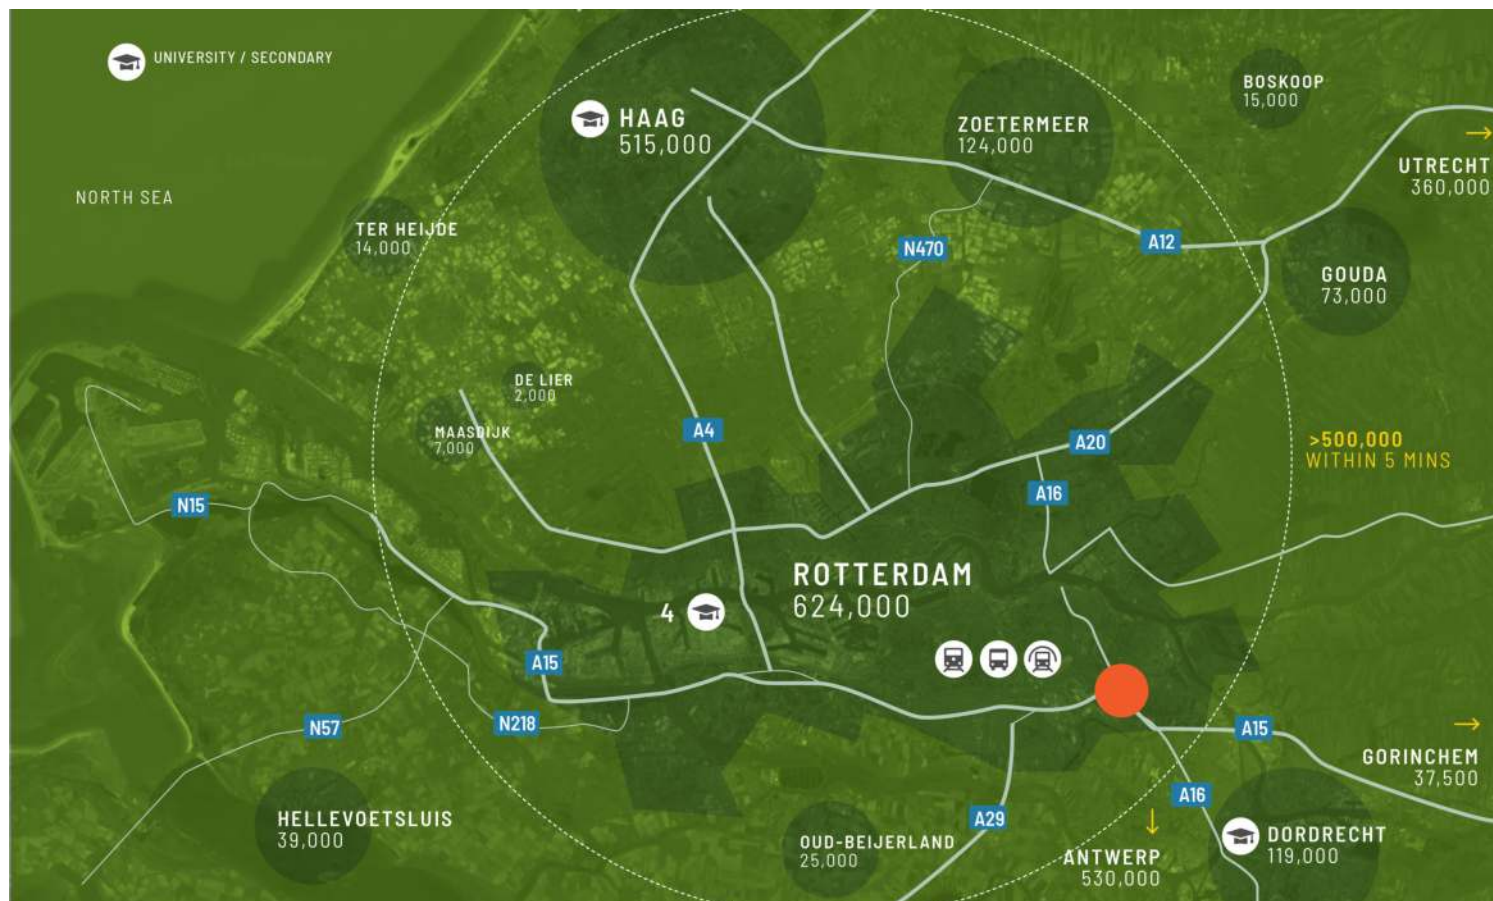 UNIVERSITY / SECONDARY
NORTH SEA
HAAG
515,000
ZOETERMEER
124,000
BOSKOOP
15,000
UTRECHT
360,000
TER HEIJDE
14,000
N470
A12
GOUDA
73,000
DE LIER
2,000
MAASDIJK
7,000
A4
A20
>500,000
WITHIN 5 MINS
N15
A16
ROTTERDAM
624,000
4
A15
N57
N218
A15
GORINCHEM
37,500
A16
A29
HELLEVOETSLUIS
39,000
OUD-BEIJERLAND
25,000
ANTWERP
530,000
DORDRECHT
119,000